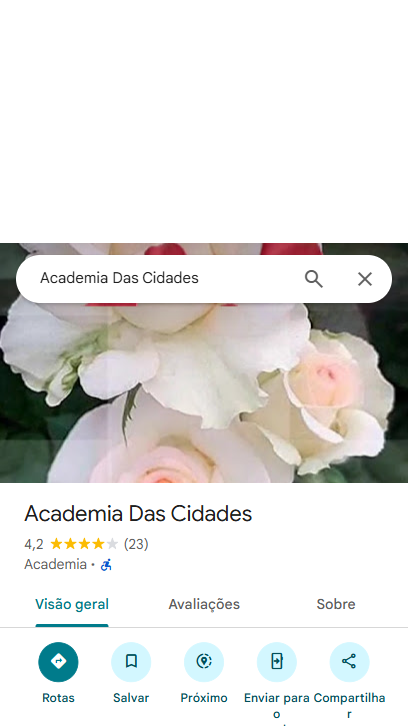 Academia Das Cidades
Academia Das Cidades
4,2 (23)
Academia ·
Visão geral Avaliações Sobre
Rotas Salvar Próximo Enviar para o Compartilhar